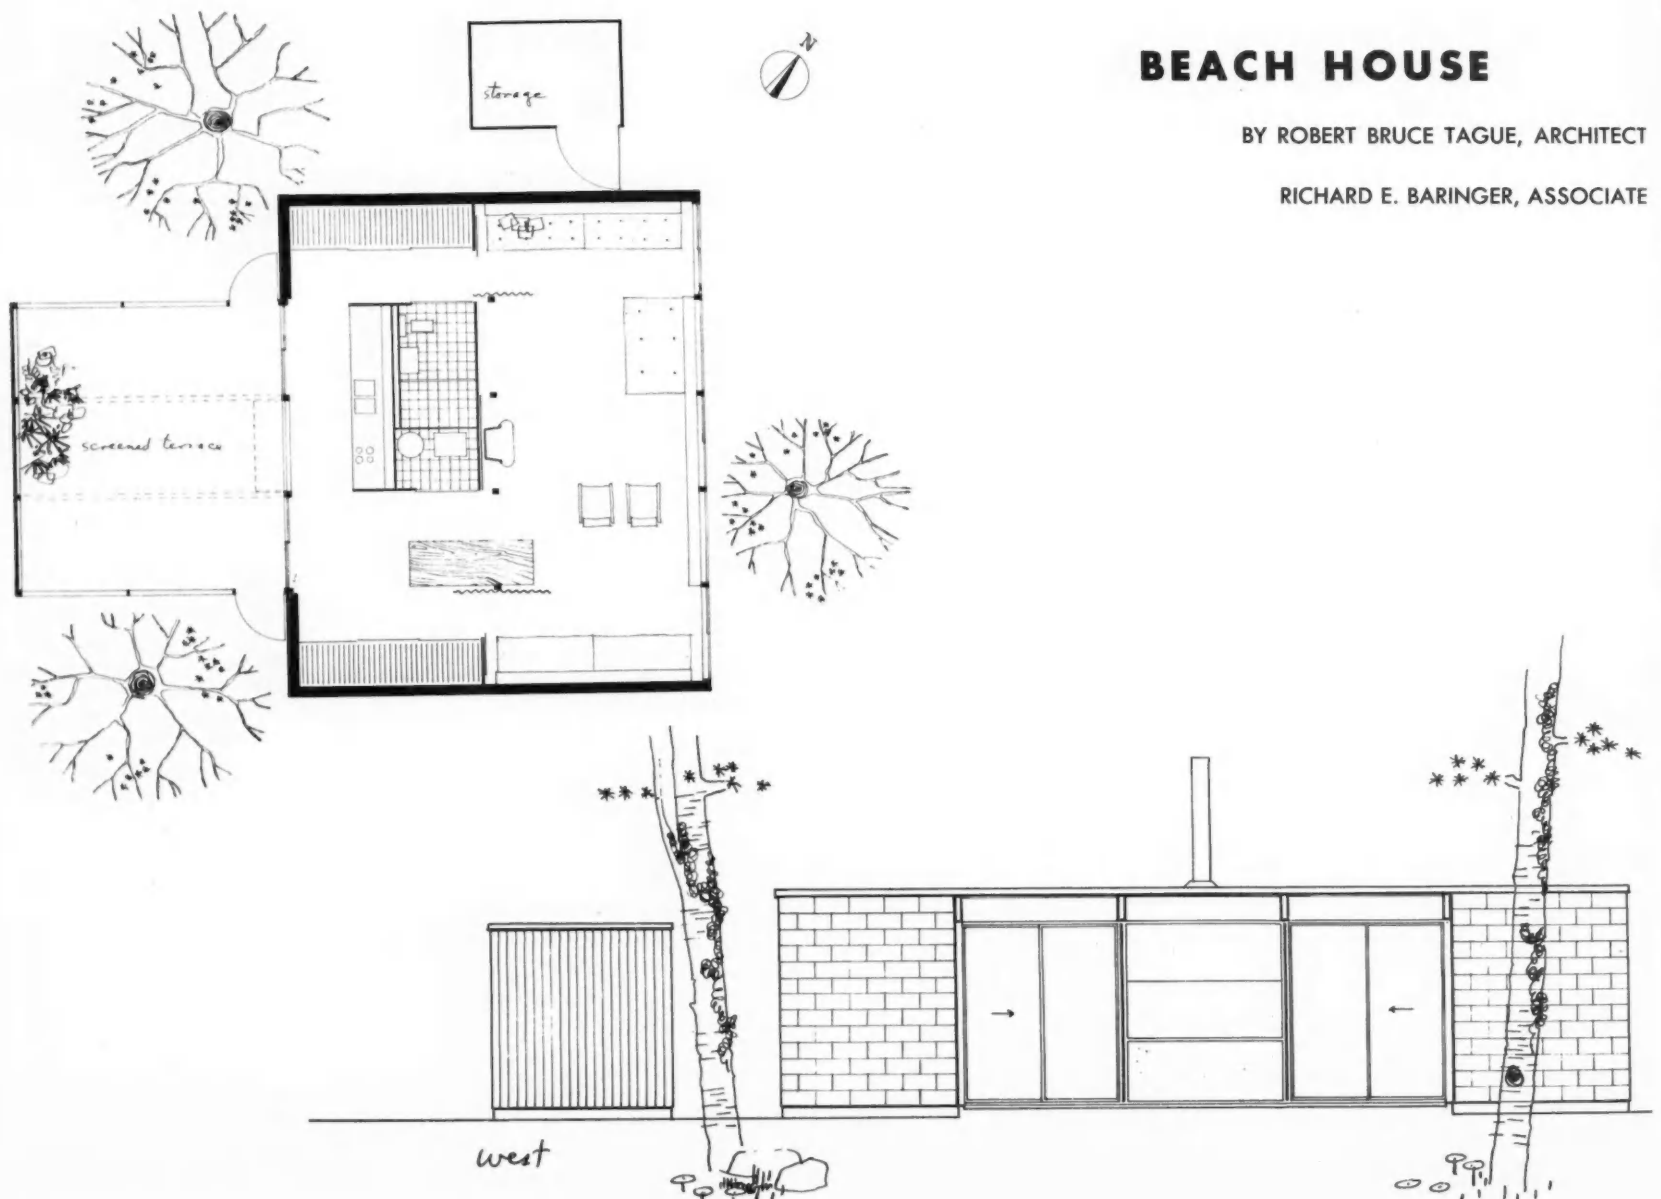 BEACH HOUSE
BY ROBERT BRUCE TAGUE, ARCHITECT
RICHARD E. BARINGER, ASSOCIATE
N
storage
screened terrace
west